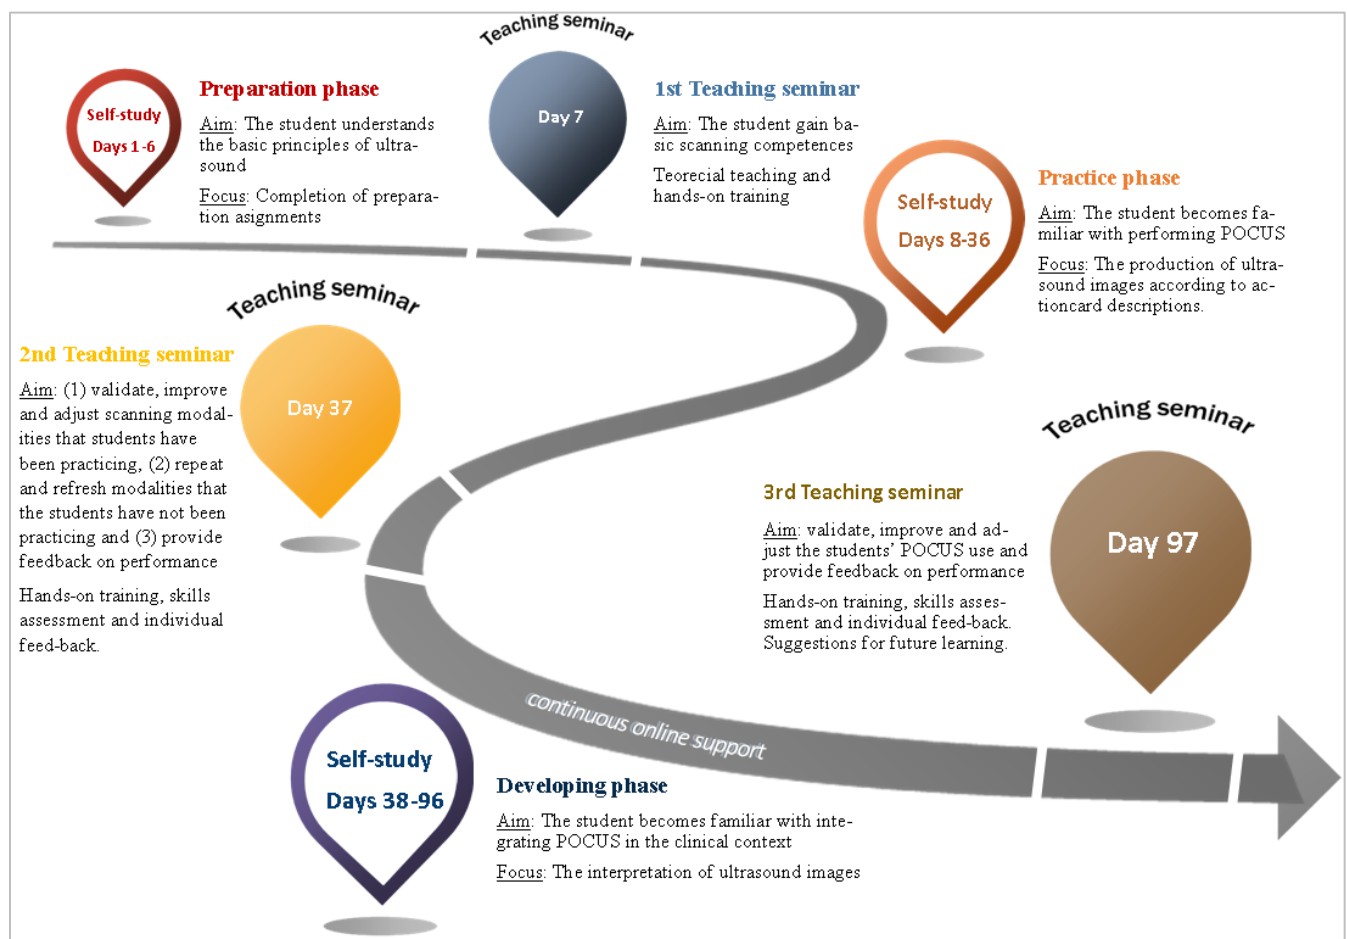 Self-study
Days 1-6
Preparation phase
Aim: The student understands
the basic principles of ultra-
sound
Focus: Completion of prepara-
tion asignments
Teaching seminar
Day 7
1st Teaching seminar
Aim: The student gain ba-
sic scanning competences
Teorecial teaching and
hands-on training
Self-study
Days 8-36
Practice phase
Aim: The student becomes fa-
miliar with performing POCUS
Focus: The production of ultra-
sound images according to ac-
tioncard descriptions.
Teaching seminar
Day 37
2nd Teaching seminar
Aim: (1) validate, improve
and adjust scanning modal-
ities that students have
been practicing, (2) repeat
and refresh modalities that
the students have not been
practicing and (3) provide
feedback on performance
Hands-on training, skills
assessment and individual
feed-back.
Self-study
Days 38-96
Developing phase
Aim: The student becomes familiar with inte-
grating POCUS in the clinical context
Focus: The interpretation of ultrasound images
continuous online support
Teaching seminar
Day 97
3rd Teaching seminar
Aim: validate, improve and ad-
just the students’ POCUS use and
provide feedback on performance
Hands-on training, skills asses-
sment and individual feed-back.
Suggestions for future learning.